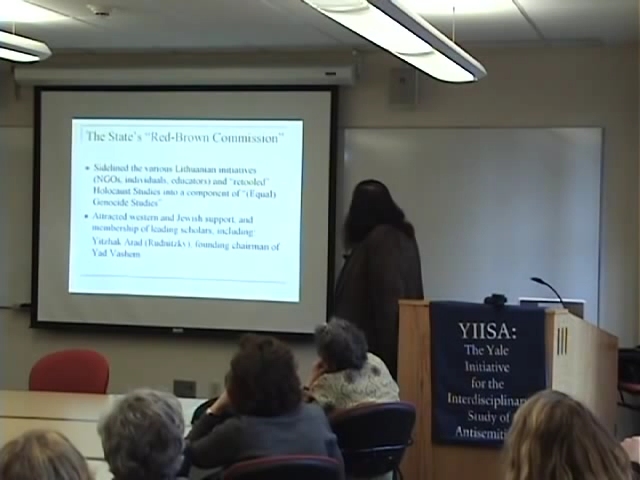 The State's "Red-Brown Commission"
• Sidelined the various Lithuanian initiatives
(NGOs, individuals, educators) and "retooled"
Holocaust Studies into a component of "(Equal)
Genocide Studies"
• Attracted western and Jewish support, and
membership of leading scholars, including:
Yitzhak Arad (Rudnitzky), founding chairman of
Yad Vashem
YIISA:
The Yale
Initiative
for the
Interdisciplinary
Study of
Antisemiti